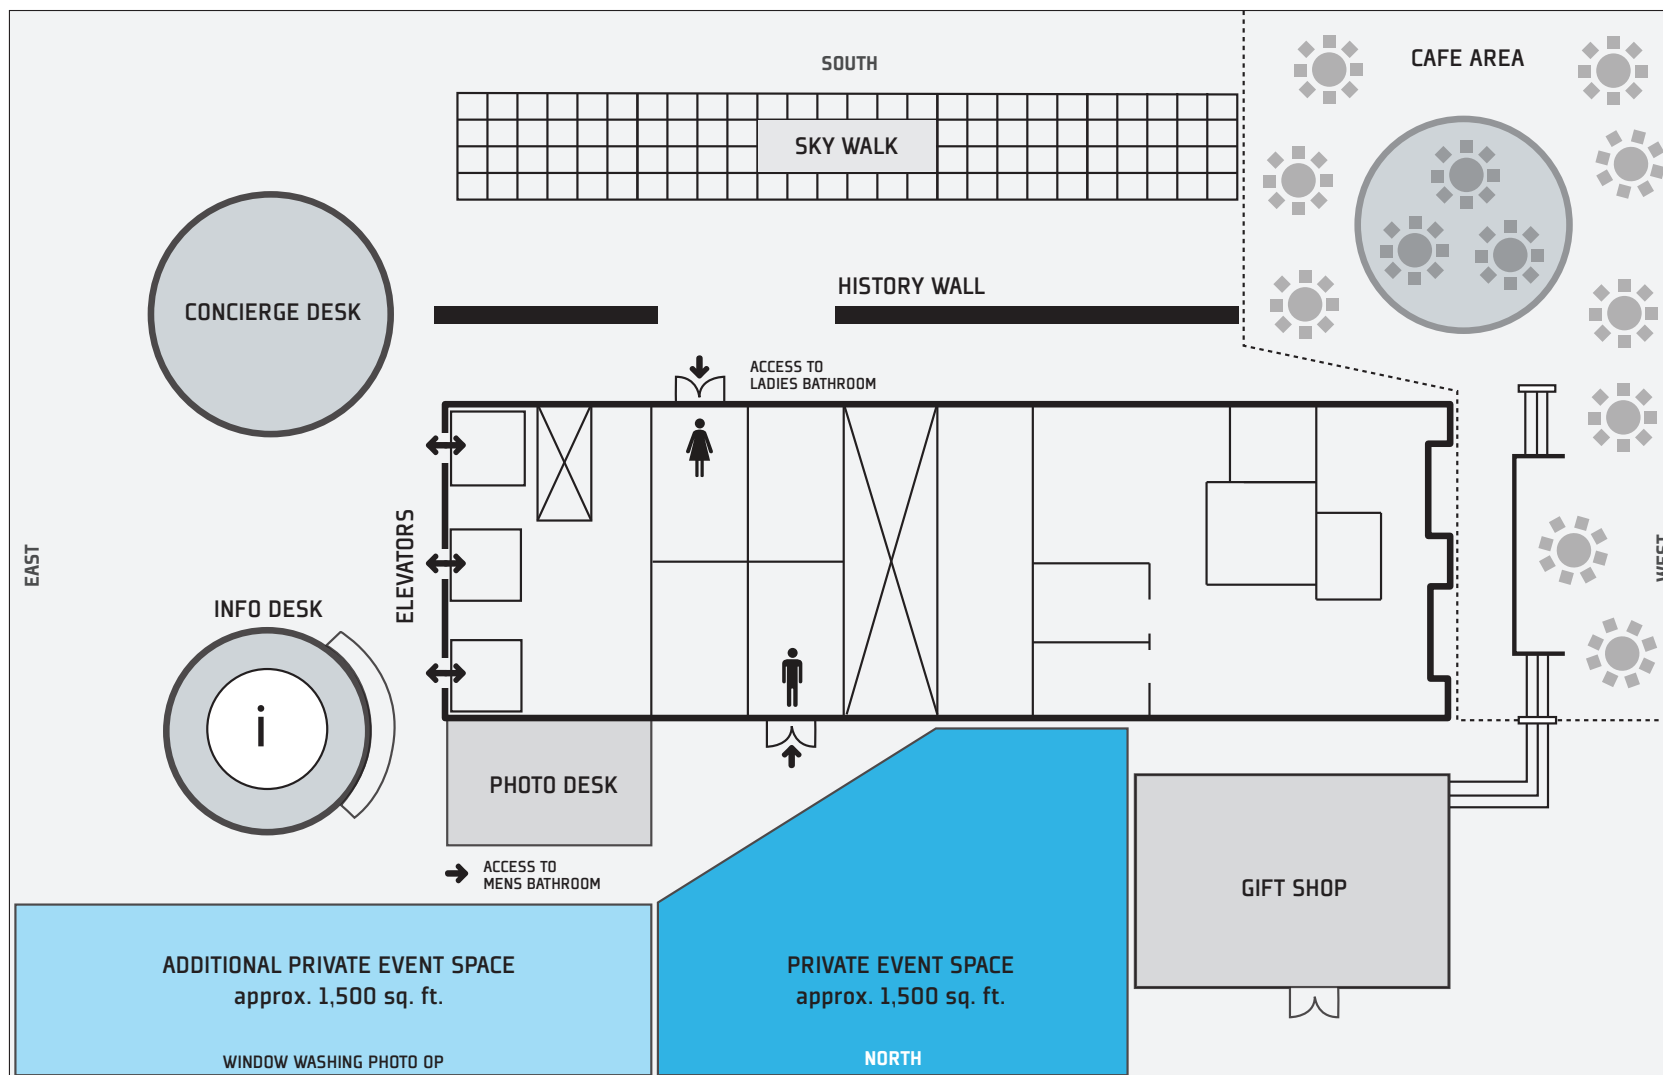 SOUTH
CAFE AREA
SKY WALK
HISTORY WALL
CONCIERGE DESK
ACCESS TO
LADIES BATHROOM
EAST
ELEVATORS
WEST
INFO DESK
i
PHOTO DESK
ACCESS TO
MENS BATHROOM
GIFT SHOP
ADDITIONAL PRIVATE EVENT SPACE
approx. 1,500 sq. ft.
WINDOW WASHING PHOTO OP
PRIVATE EVENT SPACE
approx. 1,500 sq. ft.
NORTH